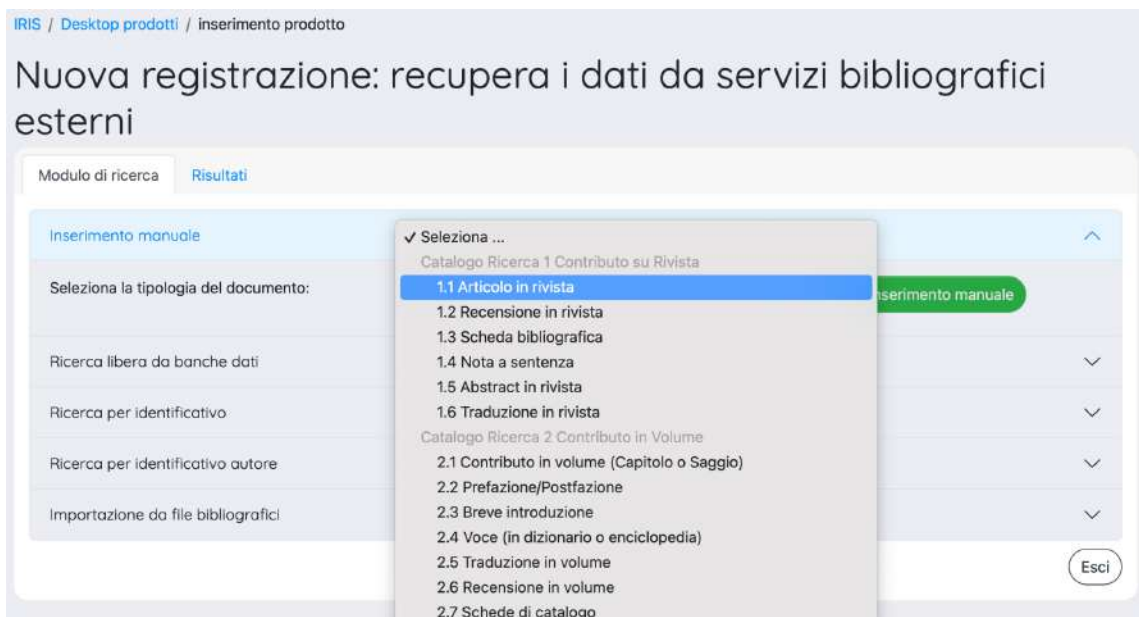 IRIS / Desktop prodotti / inserimento prodotto
Nuova registrazione: recupera i dati da servizi bibliografici
esterni
Modulo di ricerca Risultati
Inserimento manuale
✓ Seleziona ...
Catalogo Ricerca 1 Contributo su Rivista
Seleziona la tipologia del documento:
1.1 Articolo in rivista
nserimento manuale
1.2 Recensione in rivista
1.3 Scheda bibliografica
Ricerca libera da banche dati
1.4 Nota a sentenza
1.5 Abstract in rivista
Ricerca per identificativo
1.6 Traduzione in rivista
Catalogo Ricerca 2 Contributo in Volume
Ricerca per identificativo autore
2.1 Contributo in volume (Capitolo o Saggio)
2.2 Prefazione/Postfazione
Importazione da file bibliografici
2.3 Breve introduzione
2.4 Voce (in dizionario o enciclopedia)
2.5 Traduzione in volume
Esci
2.6 Recensione in volume
2.7 Schede di catalogo